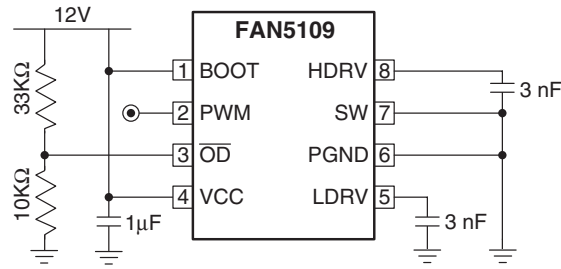 12V
FAN5109
33KΩ
10KΩ
1 BOOT
2 PWM
3 O̅D̅
4 VCC
1μF
HDRV 8
SW 7
PGND 6
LDRV 5
3 nF
3 nF